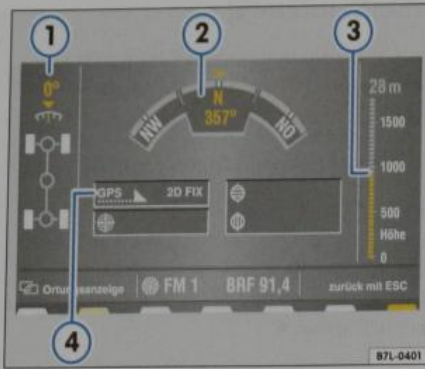 1
2
3
0°
N
357°
NW
NO
28 m
1500
1000
500
Höhe
0
GPS 2D FIX
4
Ortungsanzeige FM 1 BRF 91,4 zurück mit ESC
B7L-0401